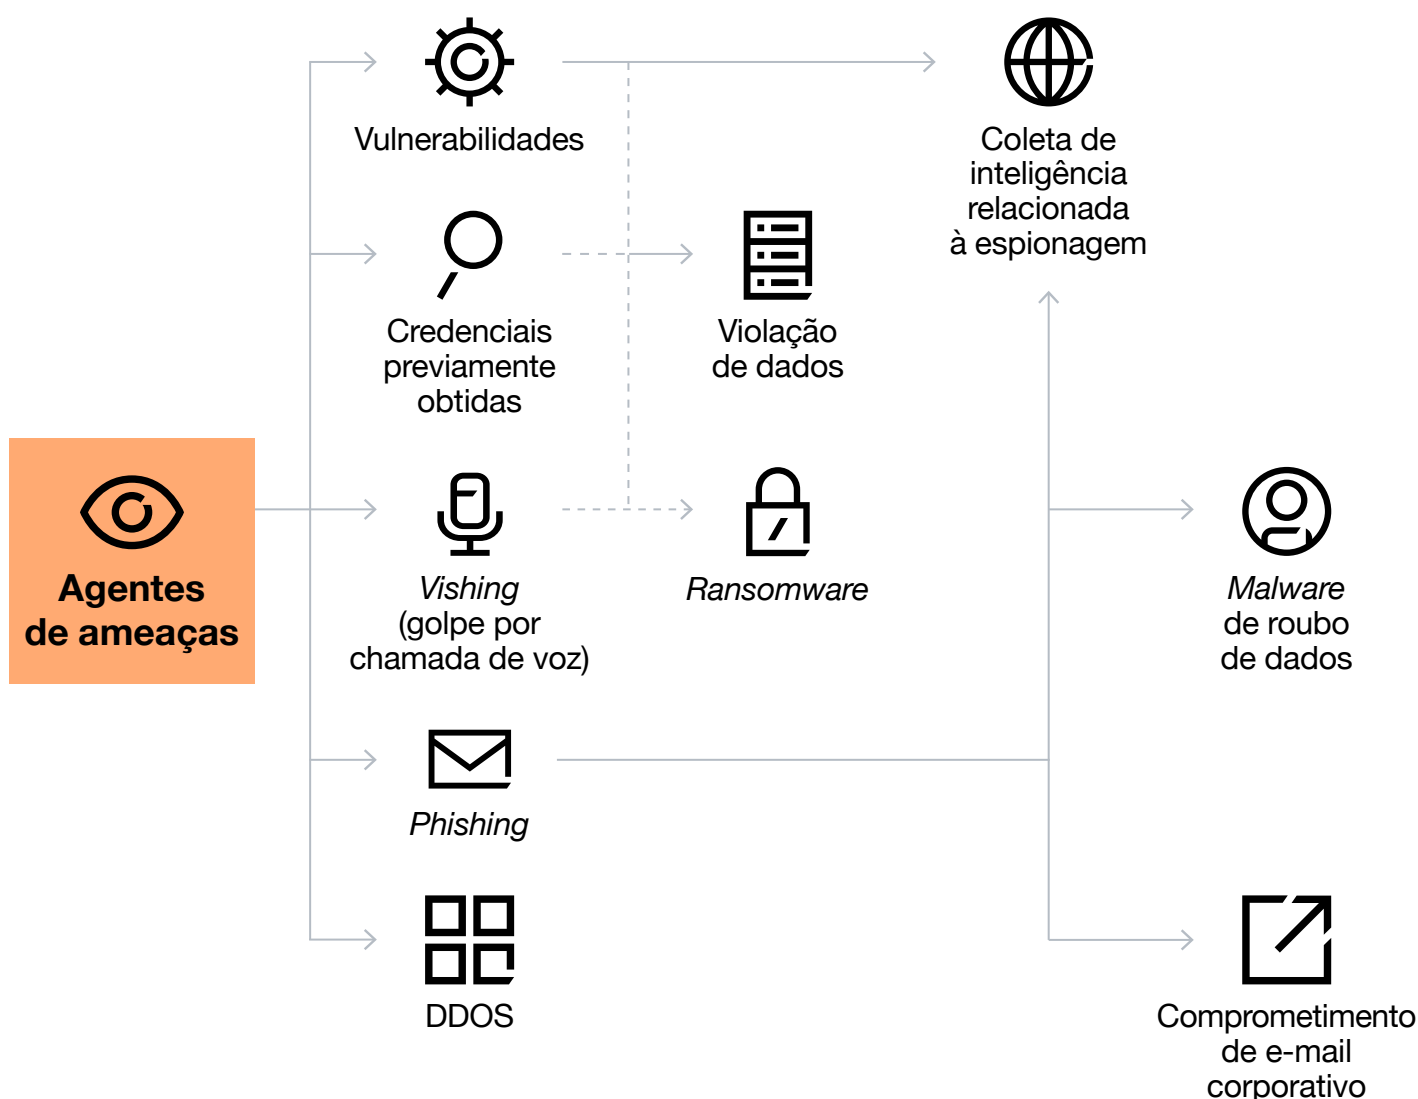 Vulnerabilidades
Coleta de
inteligência
relacionada
à espionagem
Credenciais
previamente
obtidas
Violação
de dados
Agentes
de ameaças
Vishing
(golpe por
chamada de voz)
Ransomware
Malware
de roubo
de dados
Phishing
DDOS
Comprometimento
de e-mail
corporativo